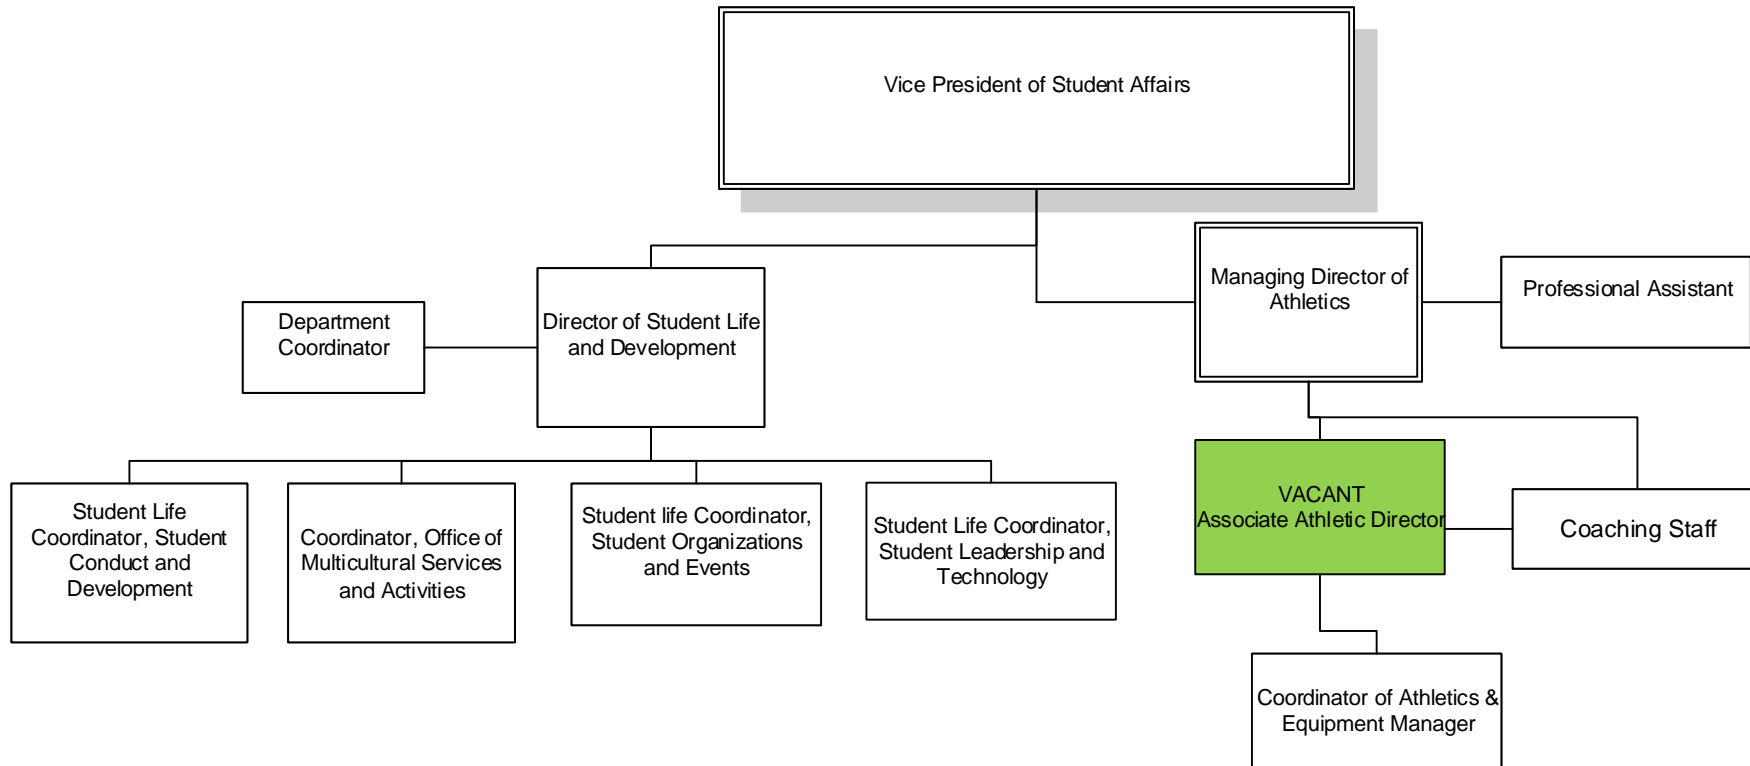 Vice President of Student Affairs
Managing Director of
Athletics
Professional Assistant
Department
Coordinator
Director of Student Life
and Development
Student Life
Coordinator, Student
Conduct and
Development
Coordinator, Office of
Multicultural Services
and Activities
Student life Coordinator,
Student Organizations
and Events
Student Life Coordinator,
Student Leadership and
Technology
VACANT
Associate Athletic Director
Coaching Staff
Coordinator of Athletics &
Equipment Manager